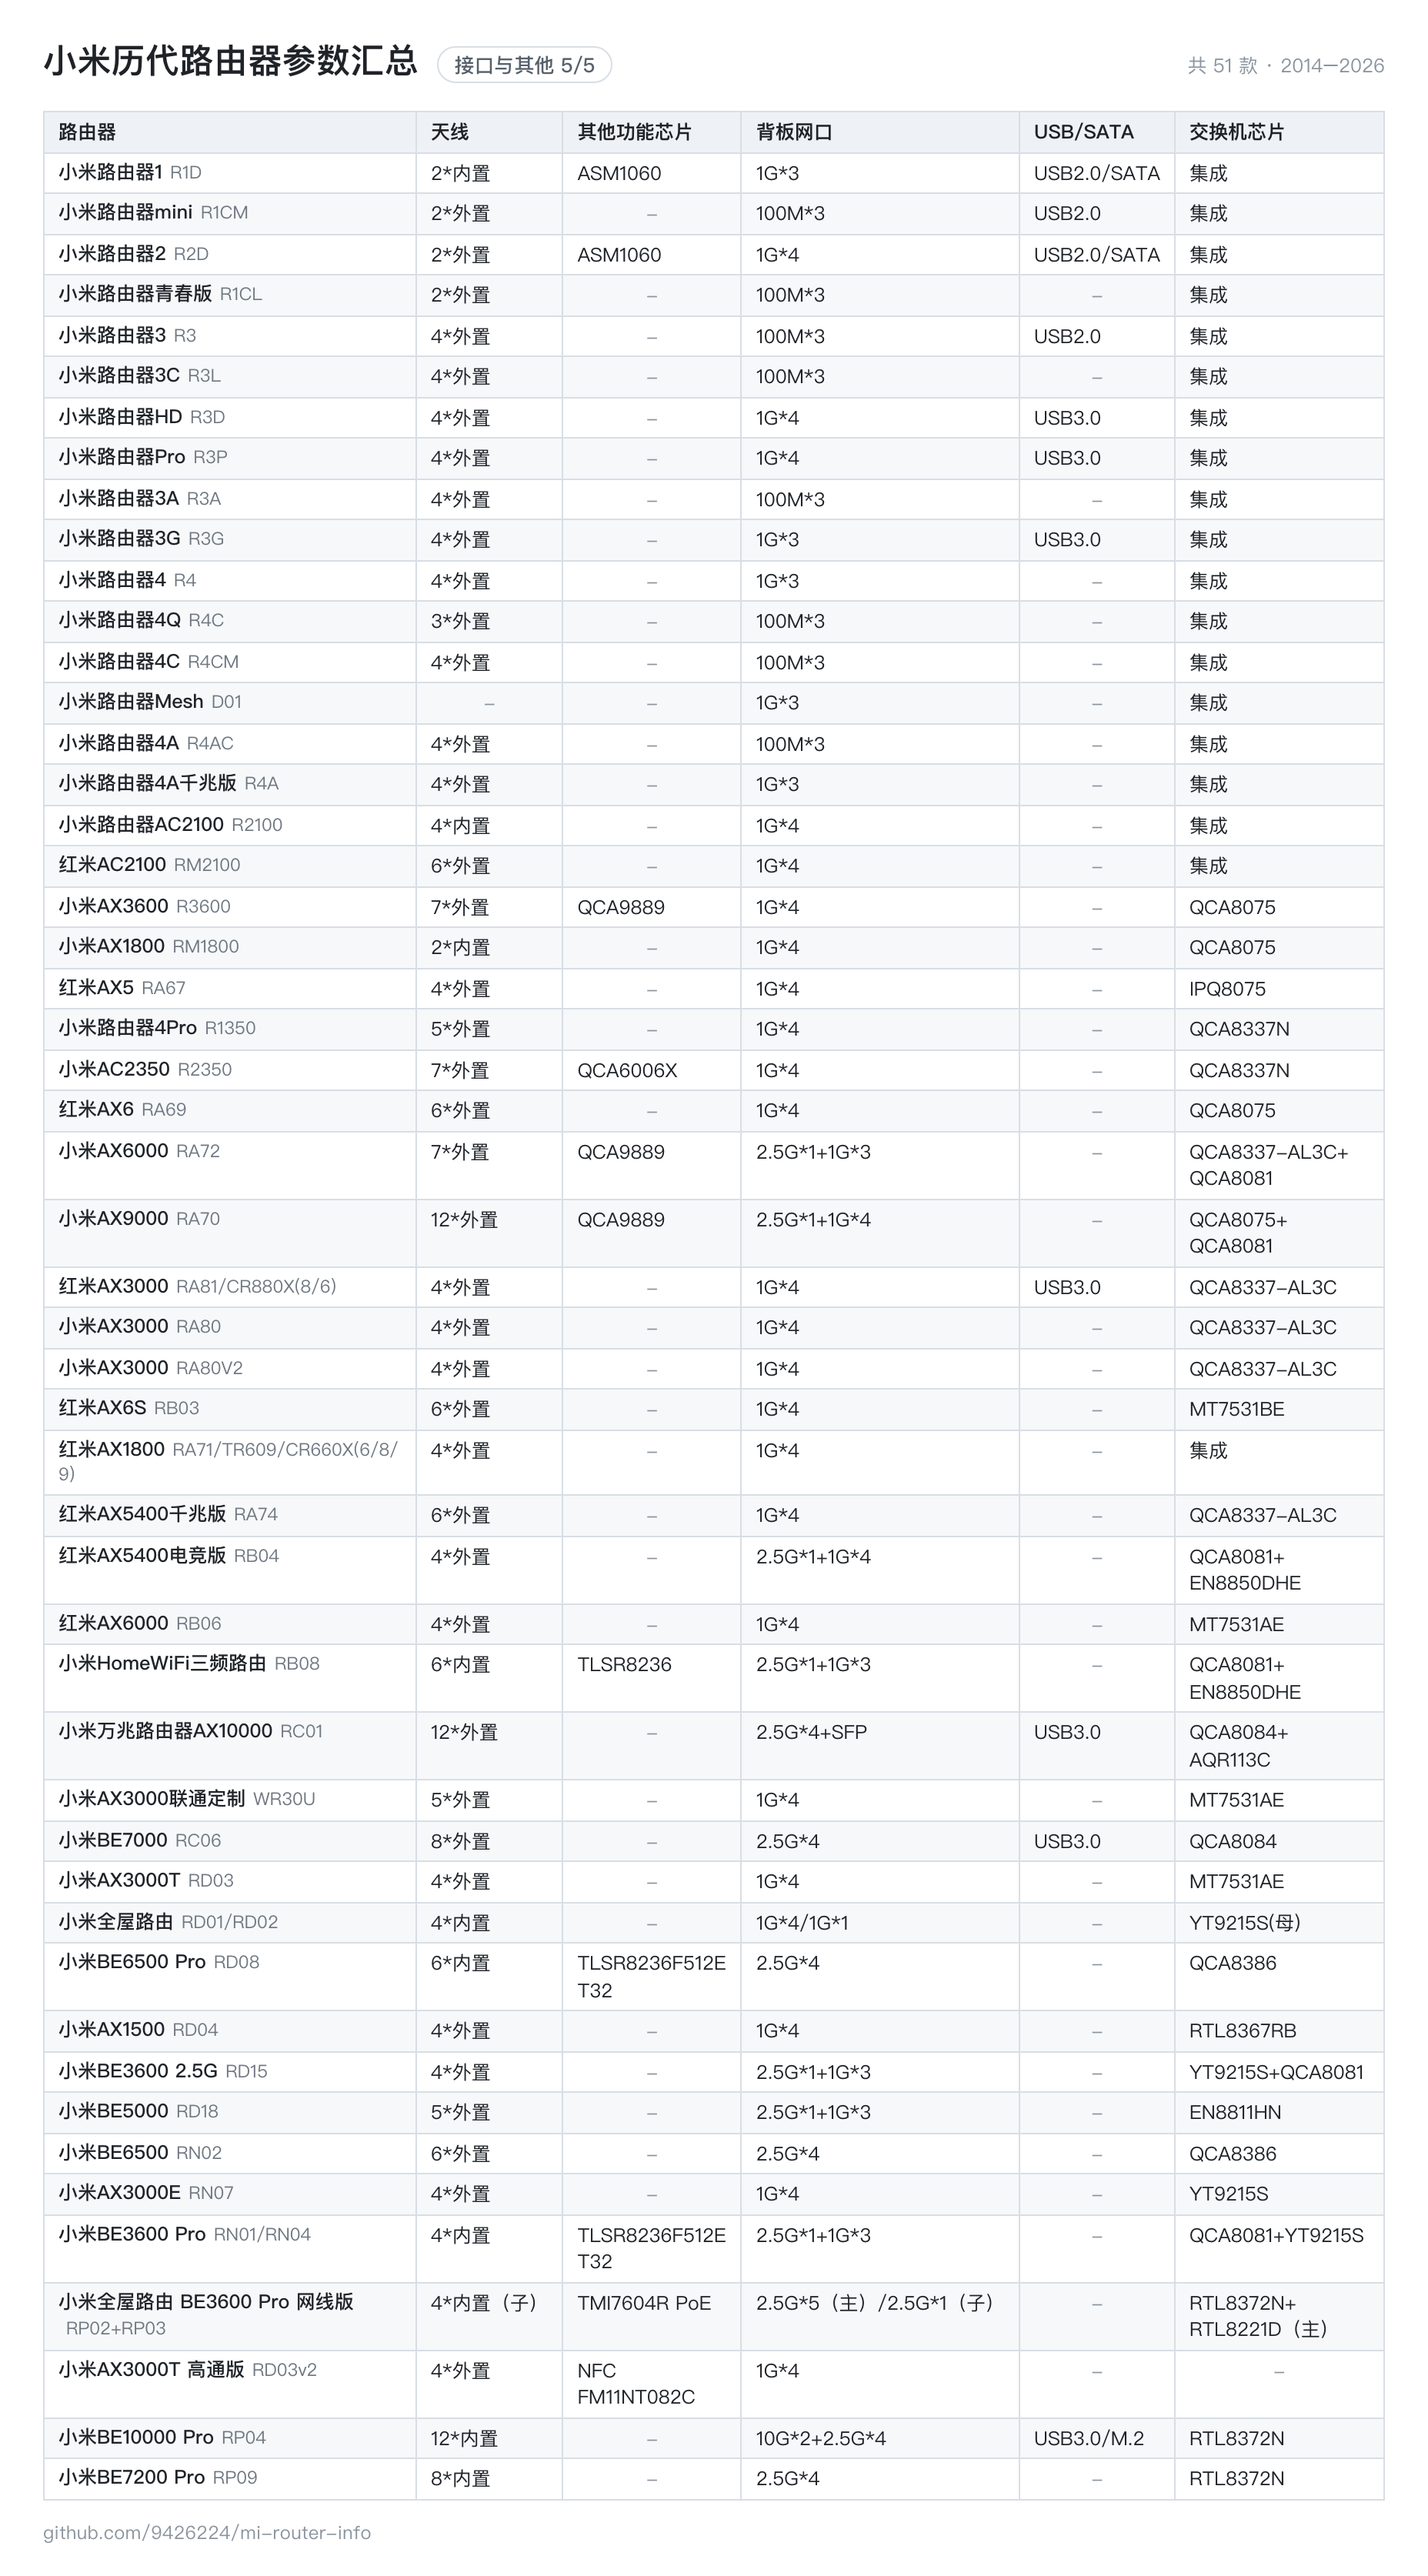 小米历代路由器参数汇总 接口与其他 5/5 共 51 款 · 2014—2026
路由器 天线 其他功能芯片 背板网口 USB/SATA 交换机芯片
小米路由器1 R1D 2*内置 ASM1060 1G*3 USB2.0/SATA 集成
小米路由器mini R1CM 2*外置 – 100M*3 USB2.0 集成
小米路由器2 R2D 2*外置 ASM1060 1G*4 USB2.0/SATA 集成
小米路由器青春版 R1CL 2*外置 – 100M*3 – 集成
小米路由器3 R3 4*外置 – 100M*3 USB2.0 集成
小米路由器3C R3L 4*外置 – 100M*3 – 集成
小米路由器HD R3D 4*外置 – 1G*4 USB3.0 集成
小米路由器Pro R3P 4*外置 – 1G*4 USB3.0 集成
小米路由器3A R3A 4*外置 – 100M*3 – 集成
小米路由器3G R3G 4*外置 – 1G*3 USB3.0 集成
小米路由器4 R4 4*外置 – 1G*3 – 集成
小米路由器4Q R4C 3*外置 – 100M*3 – 集成
小米路由器4C R4CM 4*外置 – 100M*3 – 集成
小米路由器Mesh D01 – – 1G*3 – 集成
小米路由器4A R4AC 4*外置 – 100M*3 – 集成
小米路由器4A千兆版 R4A 4*外置 – 1G*3 – 集成
小米路由器AC2100 R2100 4*内置 – 1G*4 – 集成
红米AC2100 RM2100 6*外置 – 1G*4 – 集成
小米AX3600 R3600 7*外置 QCA9889 1G*4 – QCA8075
小米AX1800 RM1800 2*内置 – 1G*4 – QCA8075
红米AX5 RA67 4*外置 – 1G*4 – IPQ8075
小米路由器4Pro R1350 5*外置 – 1G*4 – QCA8337N
小米AC2350 R2350 7*外置 QCA6006X 1G*4 – QCA8337N
红米AX6 RA69 6*外置 – 1G*4 – QCA8075
小米AX6000 RA72 7*外置 QCA9889 2.5G*1+1G*3 – QCA8337-AL3C+
QCA8081
小米AX9000 RA70 12*外置 QCA9889 2.5G*1+1G*4 – QCA8075+
QCA8081
红米AX3000 RA81/CR880X(8/6) 4*外置 – 1G*4 USB3.0 QCA8337-AL3C
小米AX3000 RA80 4*外置 – 1G*4 – QCA8337-AL3C
小米AX3000 RA80V2 4*外置 – 1G*4 – QCA8337-AL3C
红米AX6S RB03 6*外置 – 1G*4 – MT7531BE
红米AX1800 RA71/TR609/CR660X(6/8/ 4*外置 – 1G*4 – 集成
9)
红米AX5400千兆版 RA74 6*外置 – 1G*4 – QCA8337-AL3C
红米AX5400电竞版 RB04 4*外置 – 2.5G*1+1G*4 – QCA8081+
EN8850DHE
红米AX6000 RB06 4*外置 – 1G*4 – MT7531AE
小米HomeWiFi三频路由 RB08 6*内置 TLSR8236 2.5G*1+1G*3 – QCA8081+
EN8850DHE
小米万兆路由器AX10000 RC01 12*外置 – 2.5G*4+SFP USB3.0 QCA8084+
AQR113C
小米AX3000联通定制 WR30U 5*外置 – 1G*4 – MT7531AE
小米BE7000 RC06 8*外置 – 2.5G*4 USB3.0 QCA8084
小米AX3000T RD03 4*外置 – 1G*4 – MT7531AE
小米全屋路由 RD01/RD02 4*内置 – 1G*4/1G*1 – YT9215S(母)
小米BE6500 Pro RD08 6*内置 TLSR8236F512E 2.5G*4 – QCA8386
T32
小米AX1500 RD04 4*外置 – 1G*4 – RTL8367RB
小米BE3600 2.5G RD15 4*外置 – 2.5G*1+1G*3 – YT9215S+QCA8081
小米BE5000 RD18 5*外置 – 2.5G*1+1G*3 – EN8811HN
小米BE6500 RN02 6*外置 – 2.5G*4 – QCA8386
小米AX3000E RN07 4*外置 – 1G*4 – YT9215S
小米BE3600 Pro RN01/RN04 4*内置 TLSR8236F512E 2.5G*1+1G*3 – QCA8081+YT9215S
T32
小米全屋路由 BE3600 Pro 网线版 4*内置（子） TMI7604R PoE 2.5G*5（主）/2.5G*1（子） – RTL8372N+
RP02+RP03 RTL8221D（主）
小米AX3000T 高通版 RD03v2 4*外置 NFC 1G*4 – –
FM11NT082C
小米BE10000 Pro RP04 12*内置 – 10G*2+2.5G*4 USB3.0/M.2 RTL8372N
小米BE7200 Pro RP09 8*内置 – 2.5G*4 – RTL8372N
github.com/9426224/mi-router-info